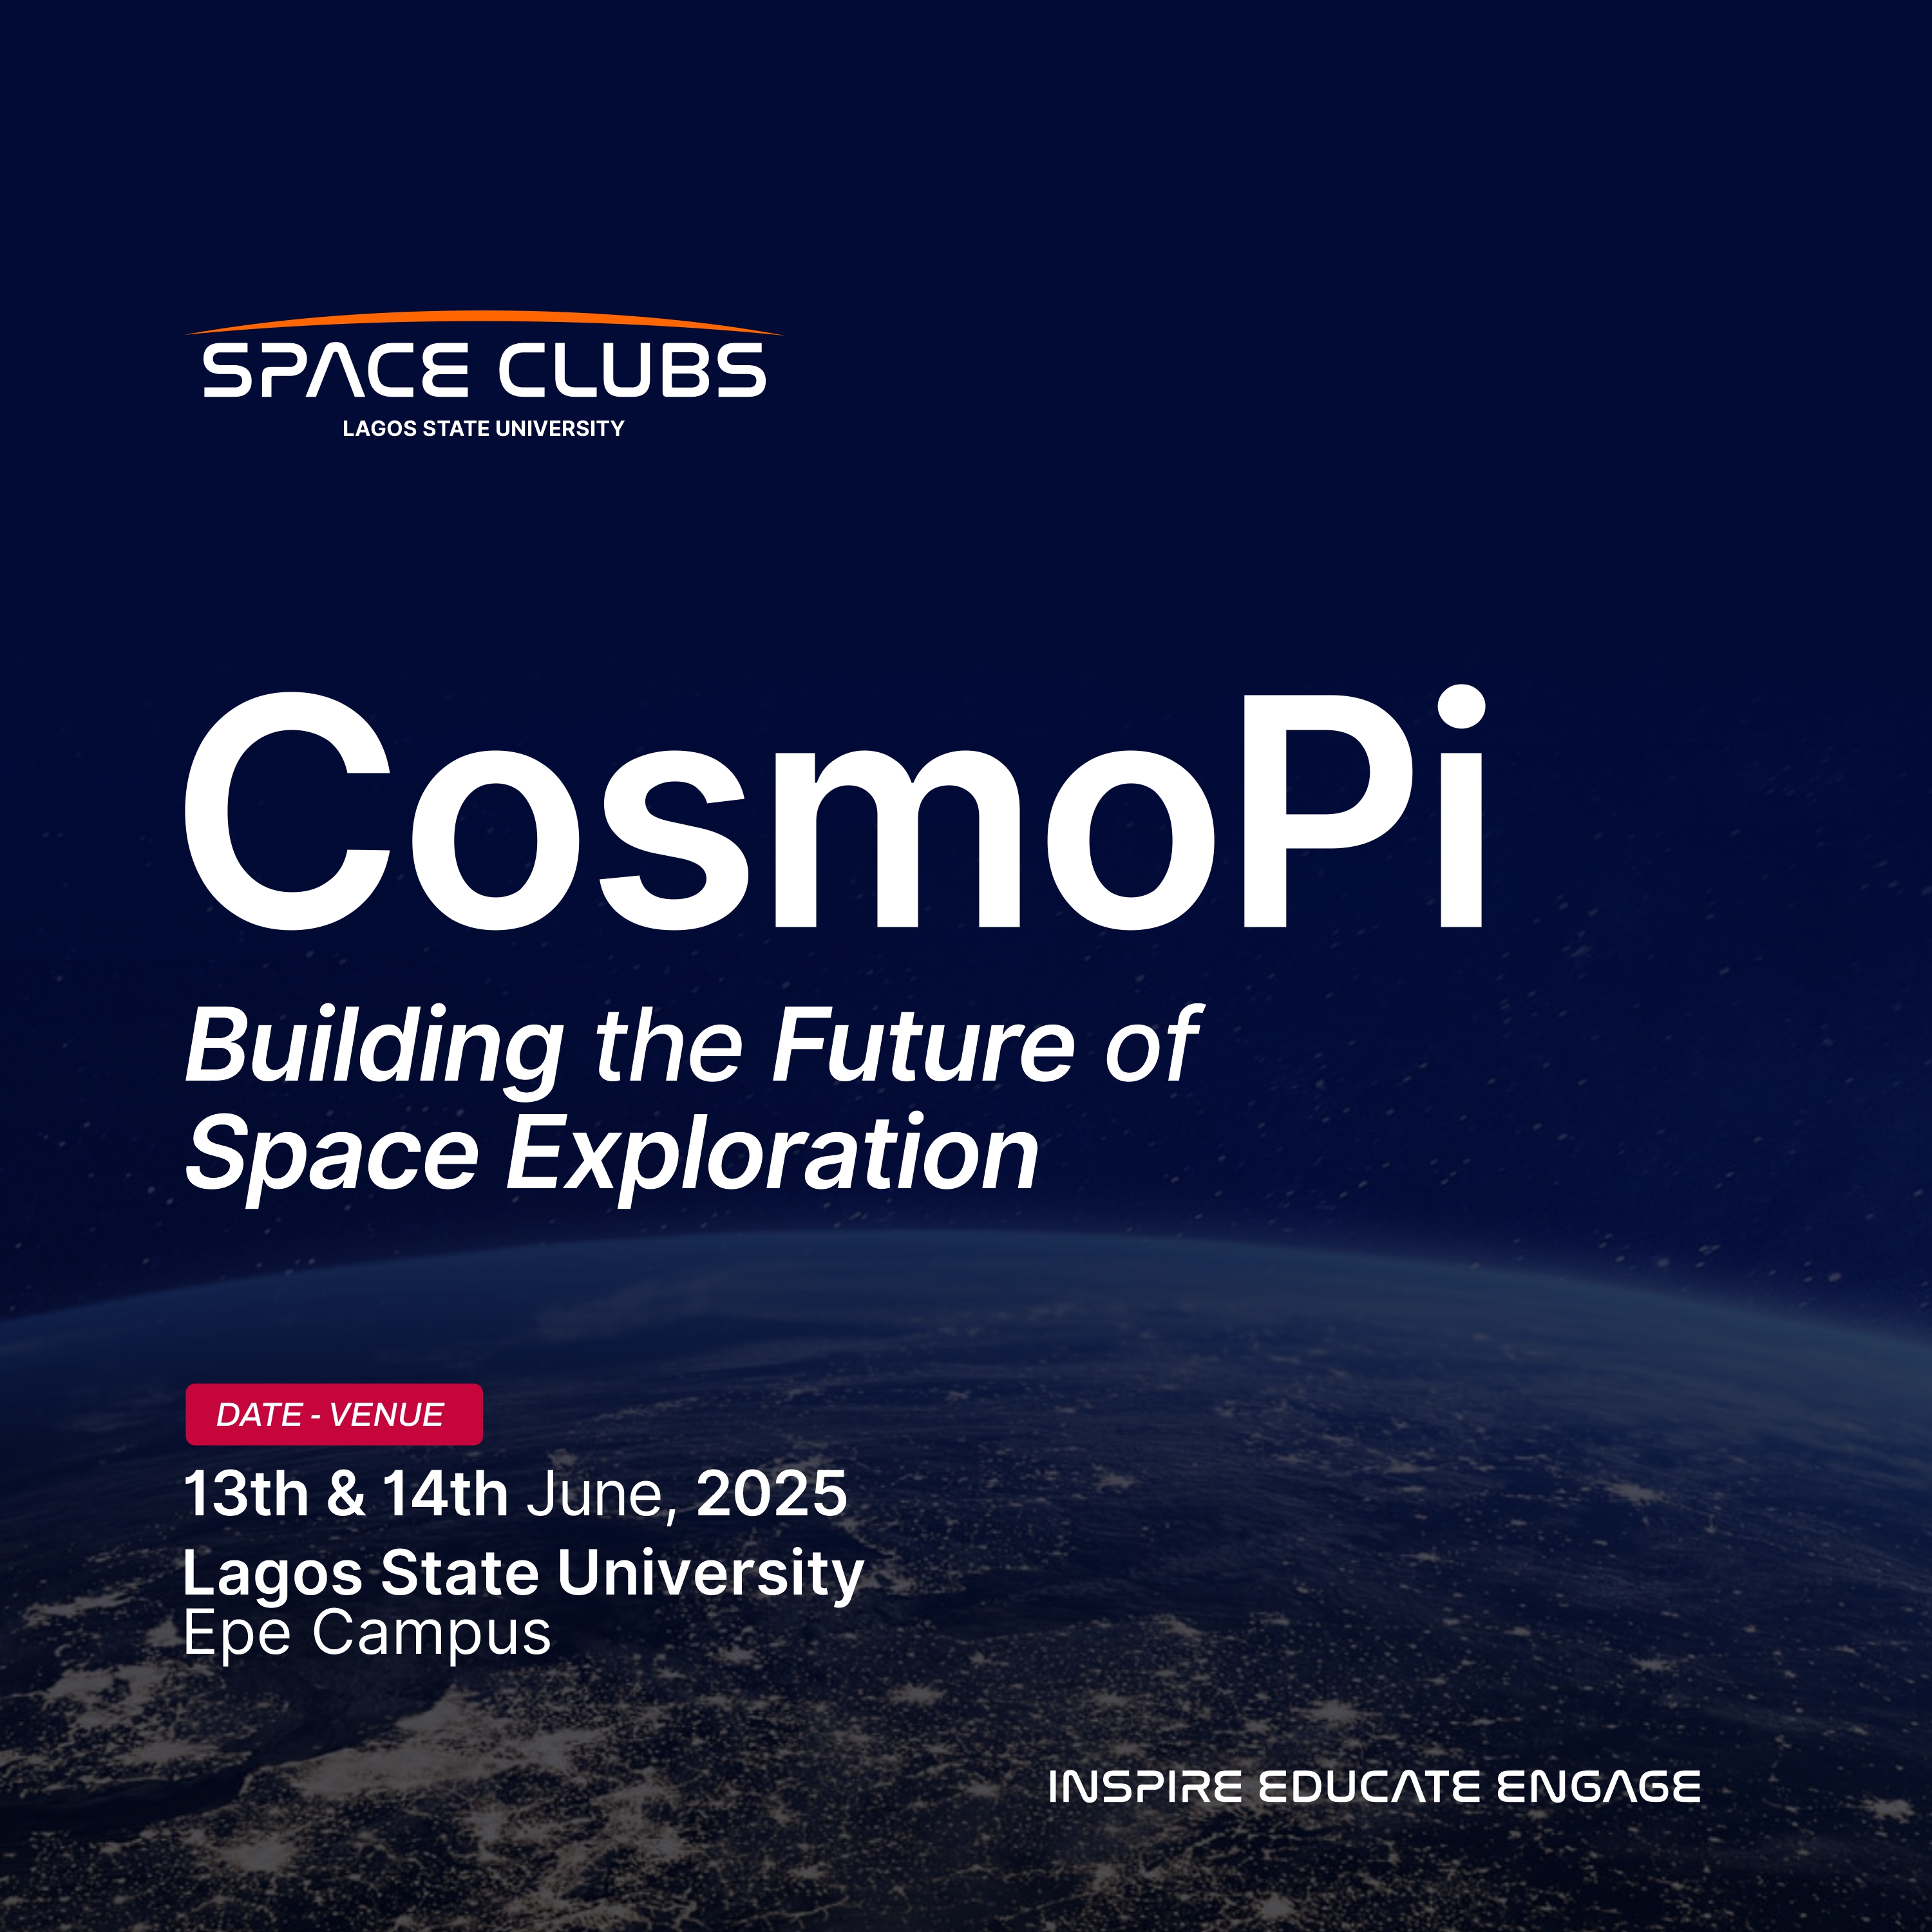 SPACE CLUBS
LAGOS STATE UNIVERSITY
CosmoPi
Building the Future of
Space Exploration
DATE - VENUE
13th & 14th June, 2025
Lagos State University
Epe Campus
INSPIRE EDUCATE ENGAGE